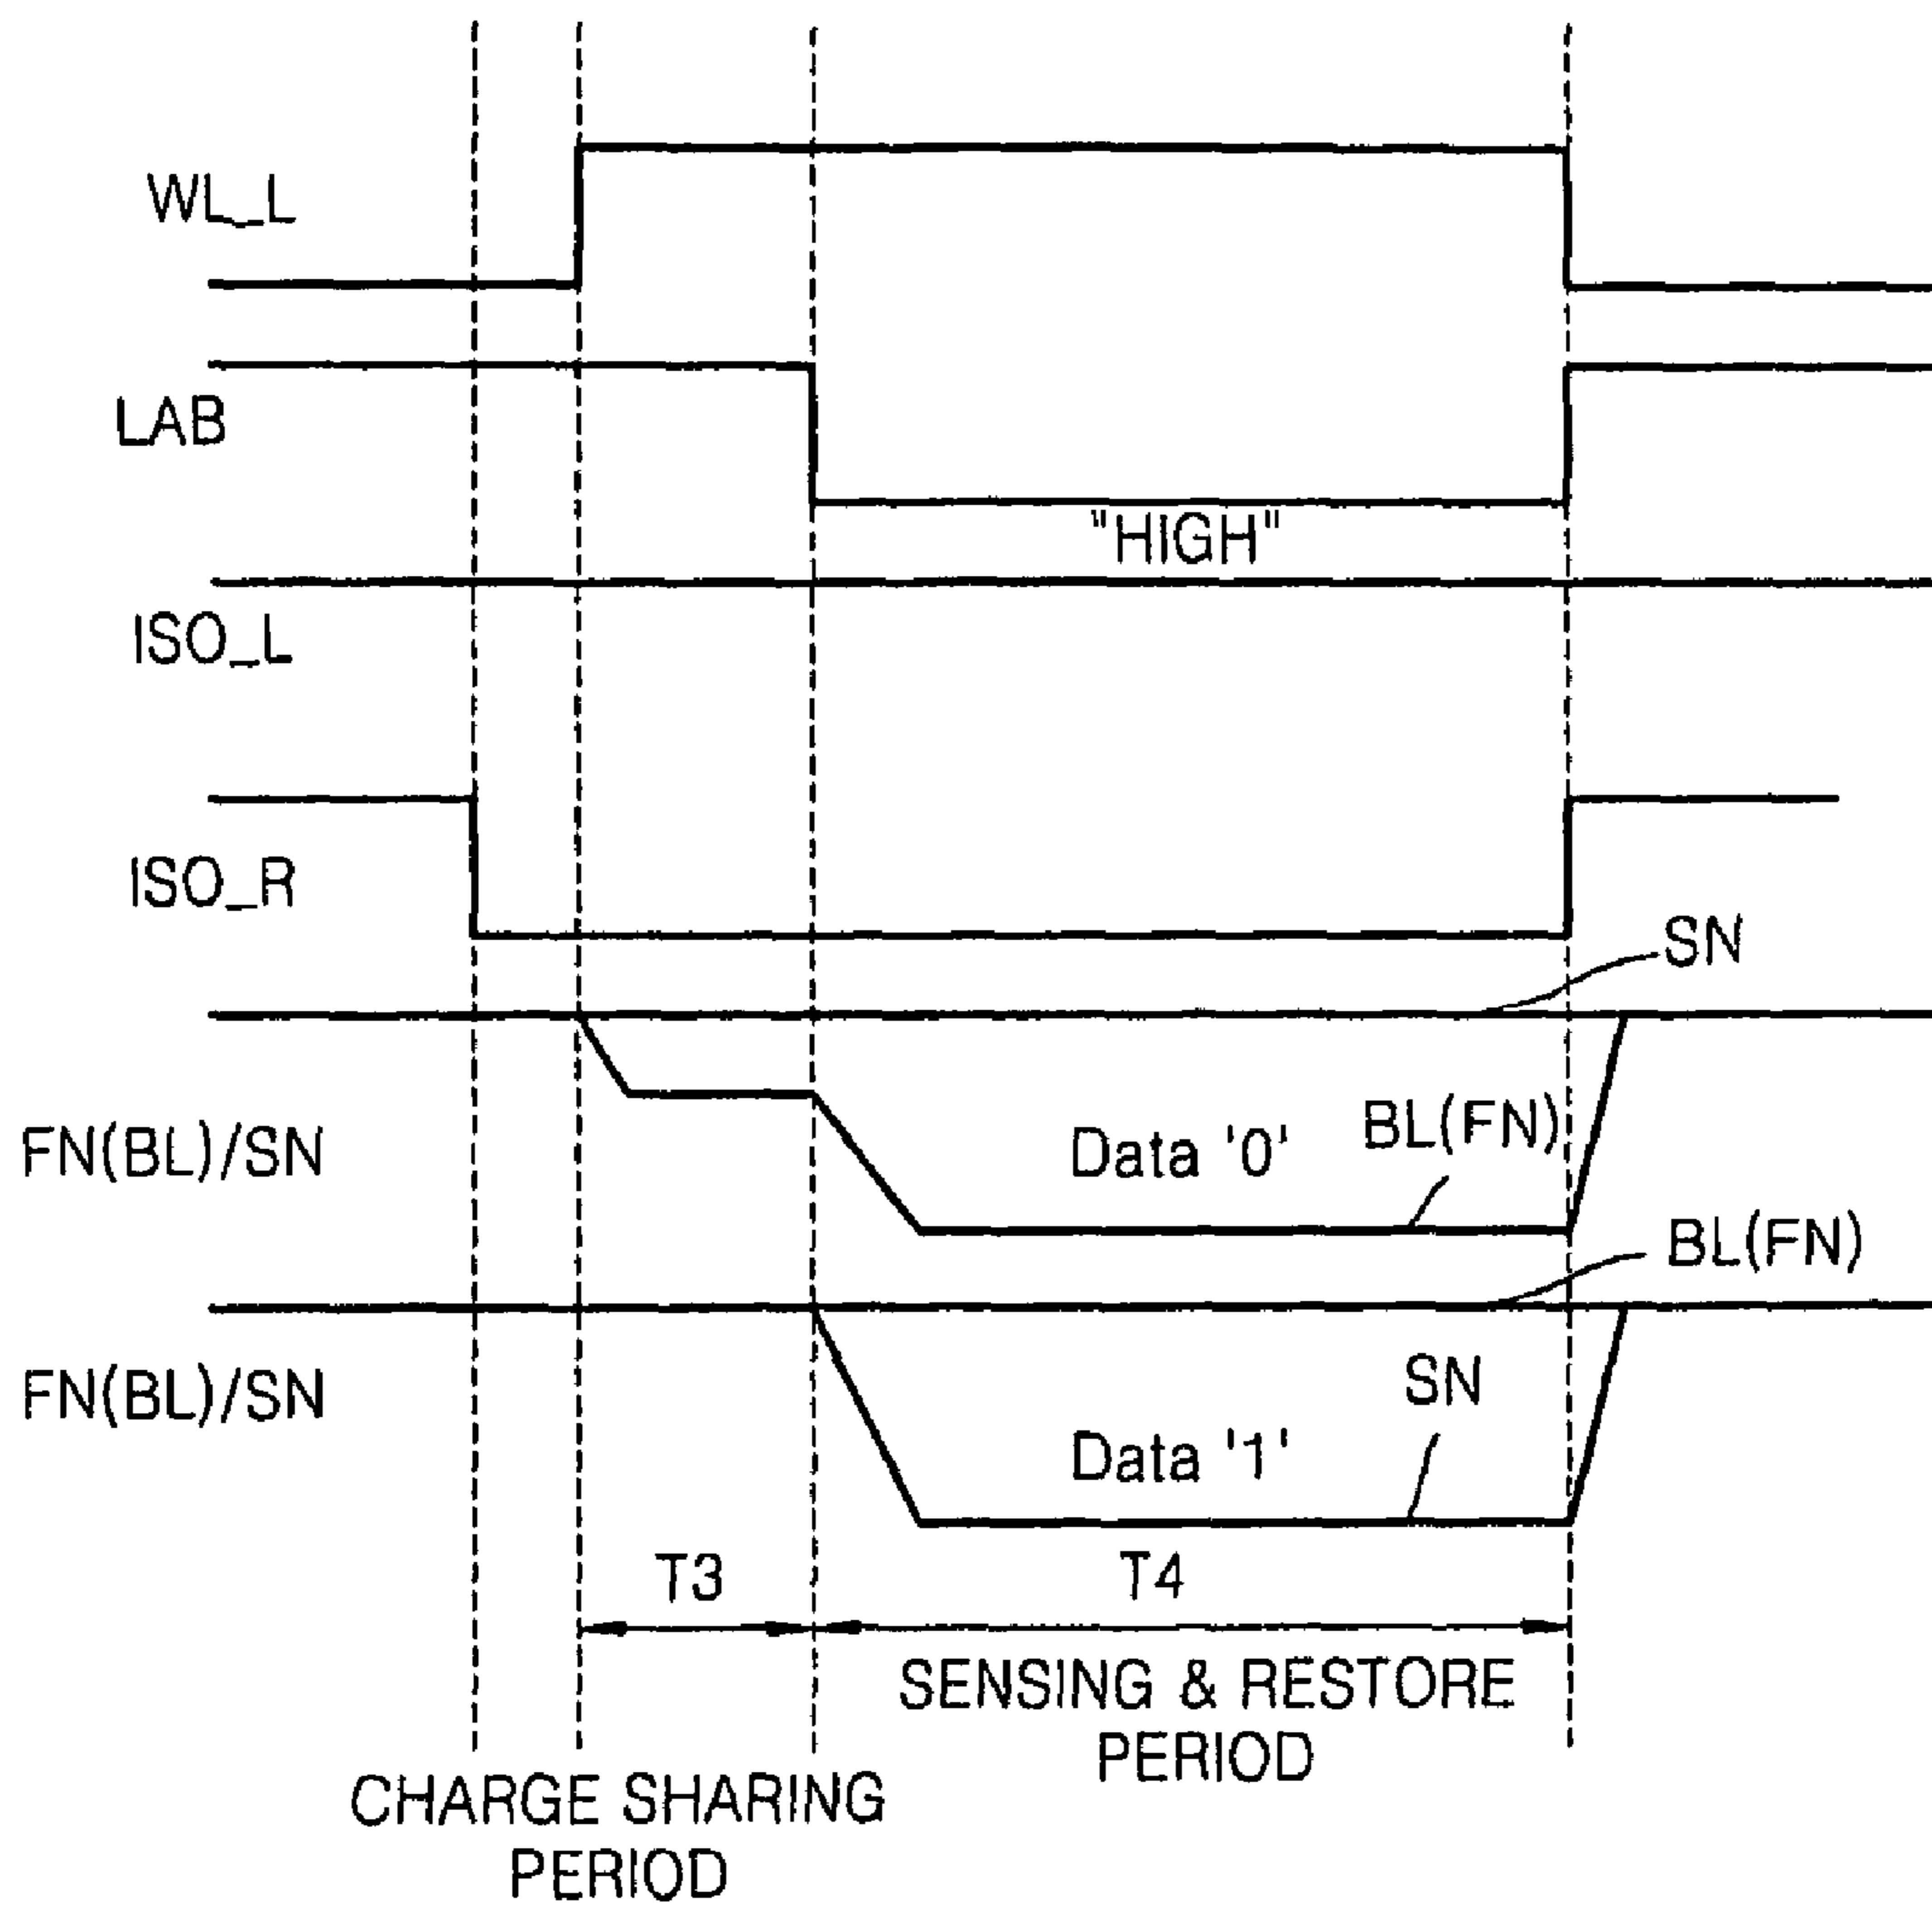 WL_L
LAB
"HIGH"
ISO_L
ISO_R
SN
FN(BL)/SN
Data '0'
BL(FN)
BL(FN)
FN(BL)/SN
SN
Data '1'
T3
T4
SENSING & RESTORE
PERIOD
CHARGE SHARING
PERIOD